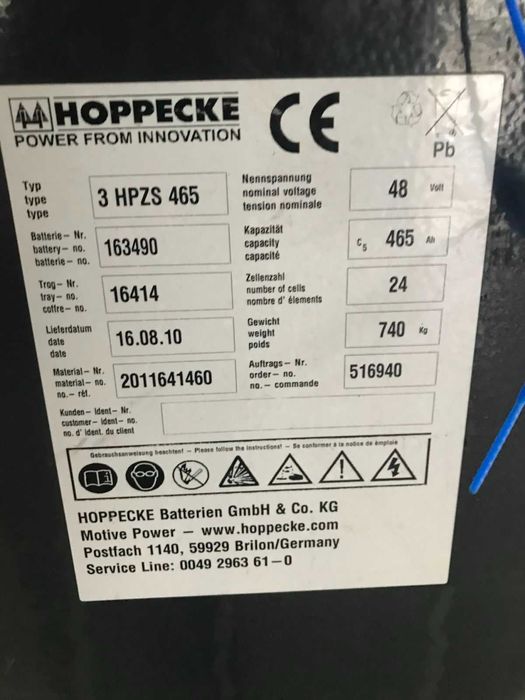 HOPPECKE
POWER FROM INNOVATION
CE
Pb
Typ
type
type
3 HPZS 465
Nennspannung
nominal voltage
tension nominale
48 Volt
Batterie-Nr.
battery-no.
batterie-no.
163490
Kapazität
capacity
capacité
C5 465 Ah
Trog-Nr.
tray-no.
coffre-no.
16414
Zellenzahl
number of cells
nombre d' élements
24
Lieferdatum
date
date
16.08.10
Gewicht
weight
poids
740 Kg
Material-Nr.
material-no.
no.-rét.
2011641460
Auftrags-Nr.
order-no.
no.-commande
516940
Kunden-Ident-Nr.
customer-ident-no.
no. d' ident. du client
Gebrauchsanweisung beachten! - Please follow the instructions! - Se conformer à la notice de émplaie
HOPPECKE Batterien GmbH & Co. KG
Motive Power - www.hoppecke.com
Postfach 1140, 59929 Brilon/Germany
Service Line: 0049 2963 61-0